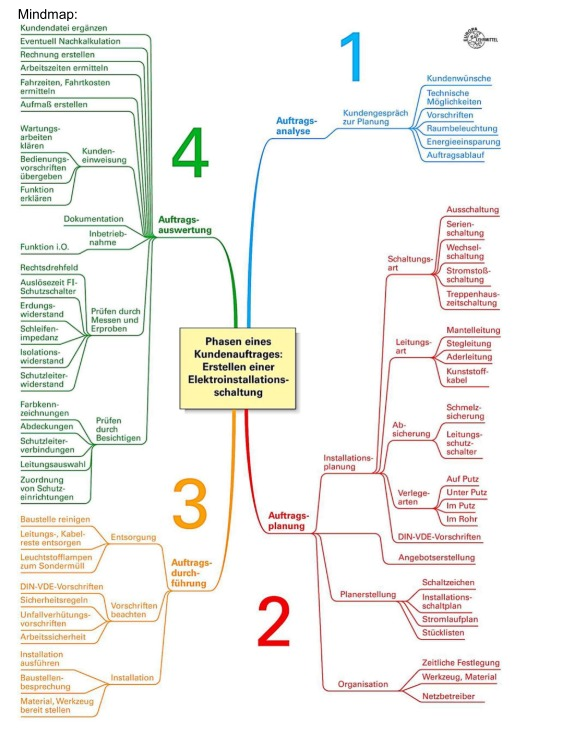 Mindmap:
Kundendatei ergänzen
Eventuell Nachkalkulation
Rechnung erstellen
Arbeitszeiten ermitteln
Fahrzeiten, Fahrtkosten
ermitteln
Aufmaß erstellen
Wartungs-
arbeiten
klären
Bedienungs-
vorschriften
übergeben
Funktion
erklären
Kunden-
einweisung
4
Dokumentation
Funktion i.O.
Inbetrieb-
nahme
Auftrags-
auswertung
Rechtsdrehfeld
Auslösezeit FI-
Schutzschalter
Erdungs-
widerstand
Schleifen-
impedanz
Isolations-
widerstand
Schutzleiter-
widerstand
Prüfen durch
Messen und
Erproben
Farbkenn-
zeichnungen
Abdeckungen
Schutzleiter-
verbindungen
Leitungsauswahl
Zuordnung
von Schutz-
einrichtungen
Prüfen
durch
Besichtigen
Phasen eines
Kundenauftrages:
Erstellen einer
Elektroinstallations-
schaltung
1
EUROPA
LEHRMITTEL
Auftrags-
analyse
Kundengespräch
zur Planung
Kundenwünsche
Technische
Möglichkeiten
Vorschriften
Raumbeleuchtung
Energieeinsparung
Auftragsablauf
Schaltungs-
art
Ausschaltung
Serien-
schaltung
Wechsel-
schaltung
Stromstoß-
schaltung
Treppenhaus-
zeitschaltung
Leitungs-
art
Mantelleitung
Stegleitung
Aderleitung
Kunststoff-
kabel
Ab-
sicherung
Schmelz-
sicherung
Leitungs-
schutz-
schalter
Installations-
planung
Verlege-
arten
Auf Putz
Unter Putz
Im Putz
Im Rohr
DIN-VDE-Vorschriften
Auftrags-
planung
Angebotserstellung
2
Planerstellung
Schaltzeichen
Installations-
schaltplan
Stromlaufplan
Stücklisten
Organisation
Zeitliche Festlegung
Werkzeug, Material
Netzbetreiber
3
Baustelle reinigen
Leitungs-, Kabel-
reste entsorgen
Leuchtstofflampen
zum Sondermüll
Entsorgung
Auftrags-
durch-
führung
DIN-VDE-Vorschriften
Sicherheitsregeln
Unfallverhütungs-
vorschriften
Arbeitssicherheit
Vorschriften
beachten
Installation
ausführen
Baustellen-
besprechung
Material, Werkzeug
bereit stellen
Installation